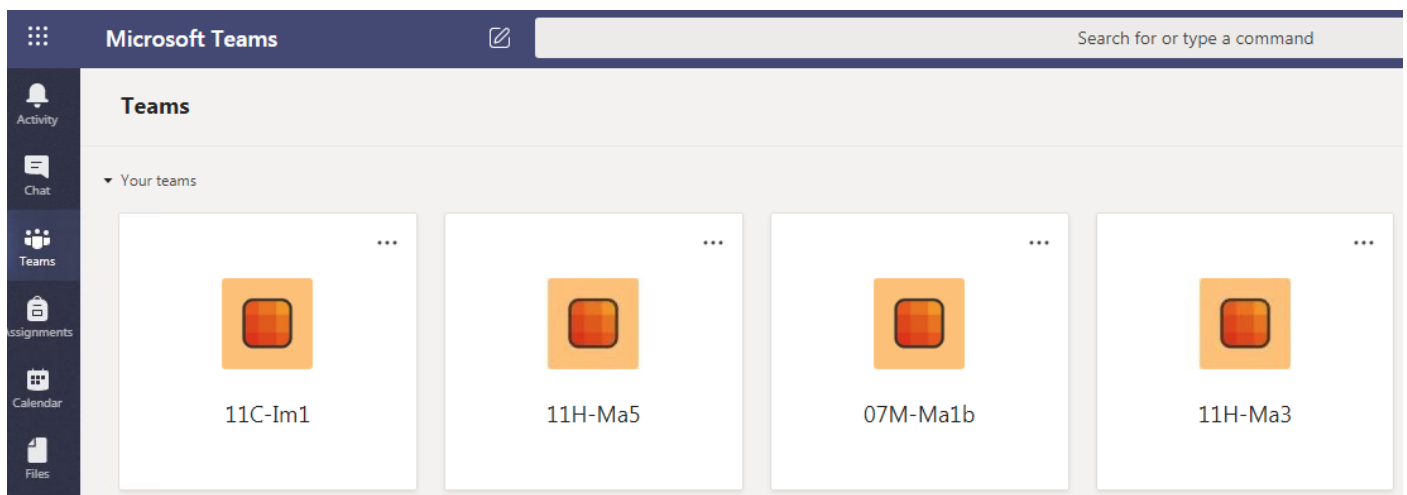 Microsoft Teams
Search for or type a command
Activity
Chat
Teams
ssignments
Calendar
Files
Teams
Your teams
11C-Im1
11H-Ma5
07M-Ma1b
11H-Ma3